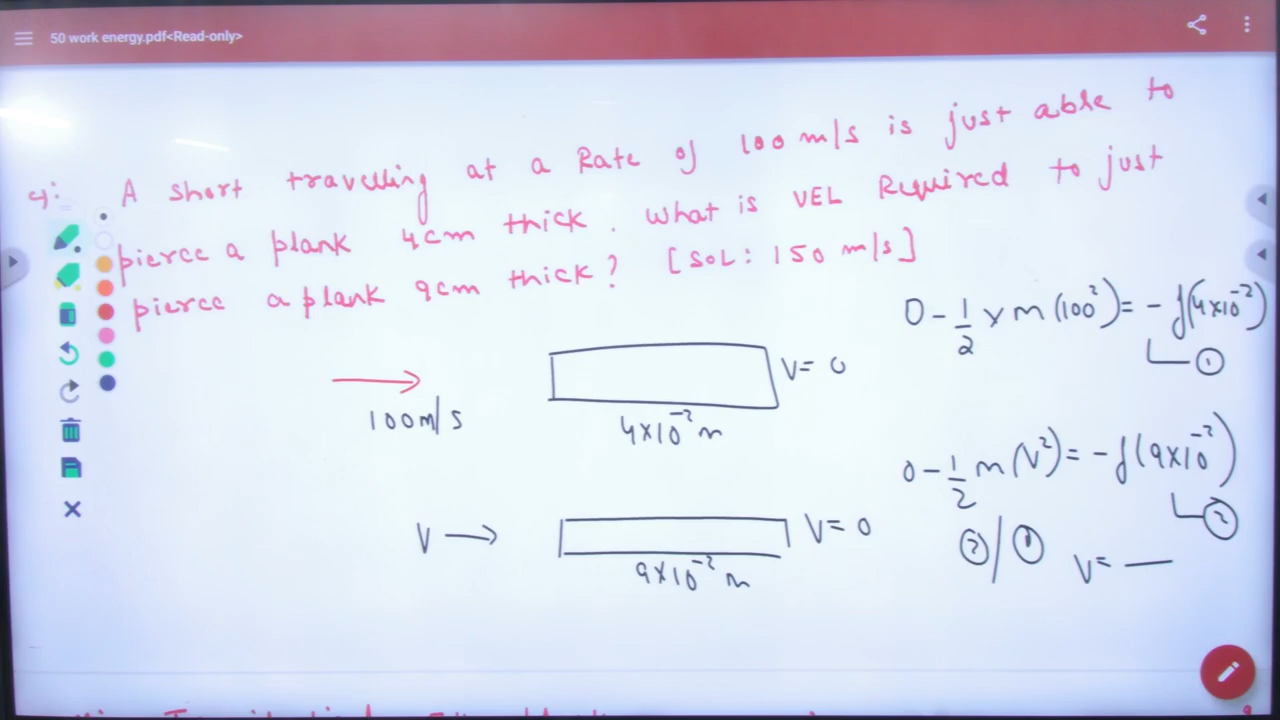 50 work energy.pdf<Read-only>
4: A short travelling at a Rate of 100 m/s is just able to
pierce a plank 4cm thick. What is VEL Required to just
pierce a plank 9cm thick? [SOL: 150 m/s]
0 - 1/2 × m (100²) = - f(4×10⁻²)
①
100m/s
V = 0
4×10⁻² m
0 - 1/2 m (V²) = - f(9×10⁻²)
②
V →
V = 0
9×10⁻² m
②/① V = —